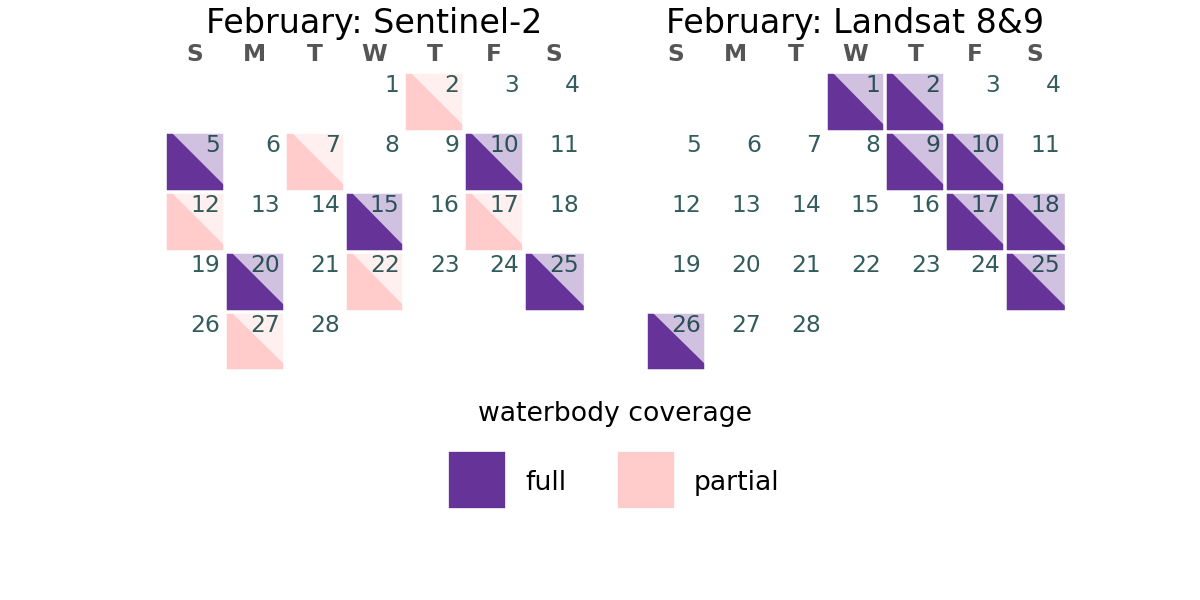 February: Sentinel-2
S M T W T F S
1 2 3 4
5 6 7 8 9 10 11
12 13 14 15 16 17 18
19 20 21 22 23 24 25
26 27 28
February: Landsat 8&9
S M T W T F S
1 2 3 4
5 6 7 8 9 10 11
12 13 14 15 16 17 18
19 20 21 22 23 24 25
26 27 28
waterbody coverage
full partial